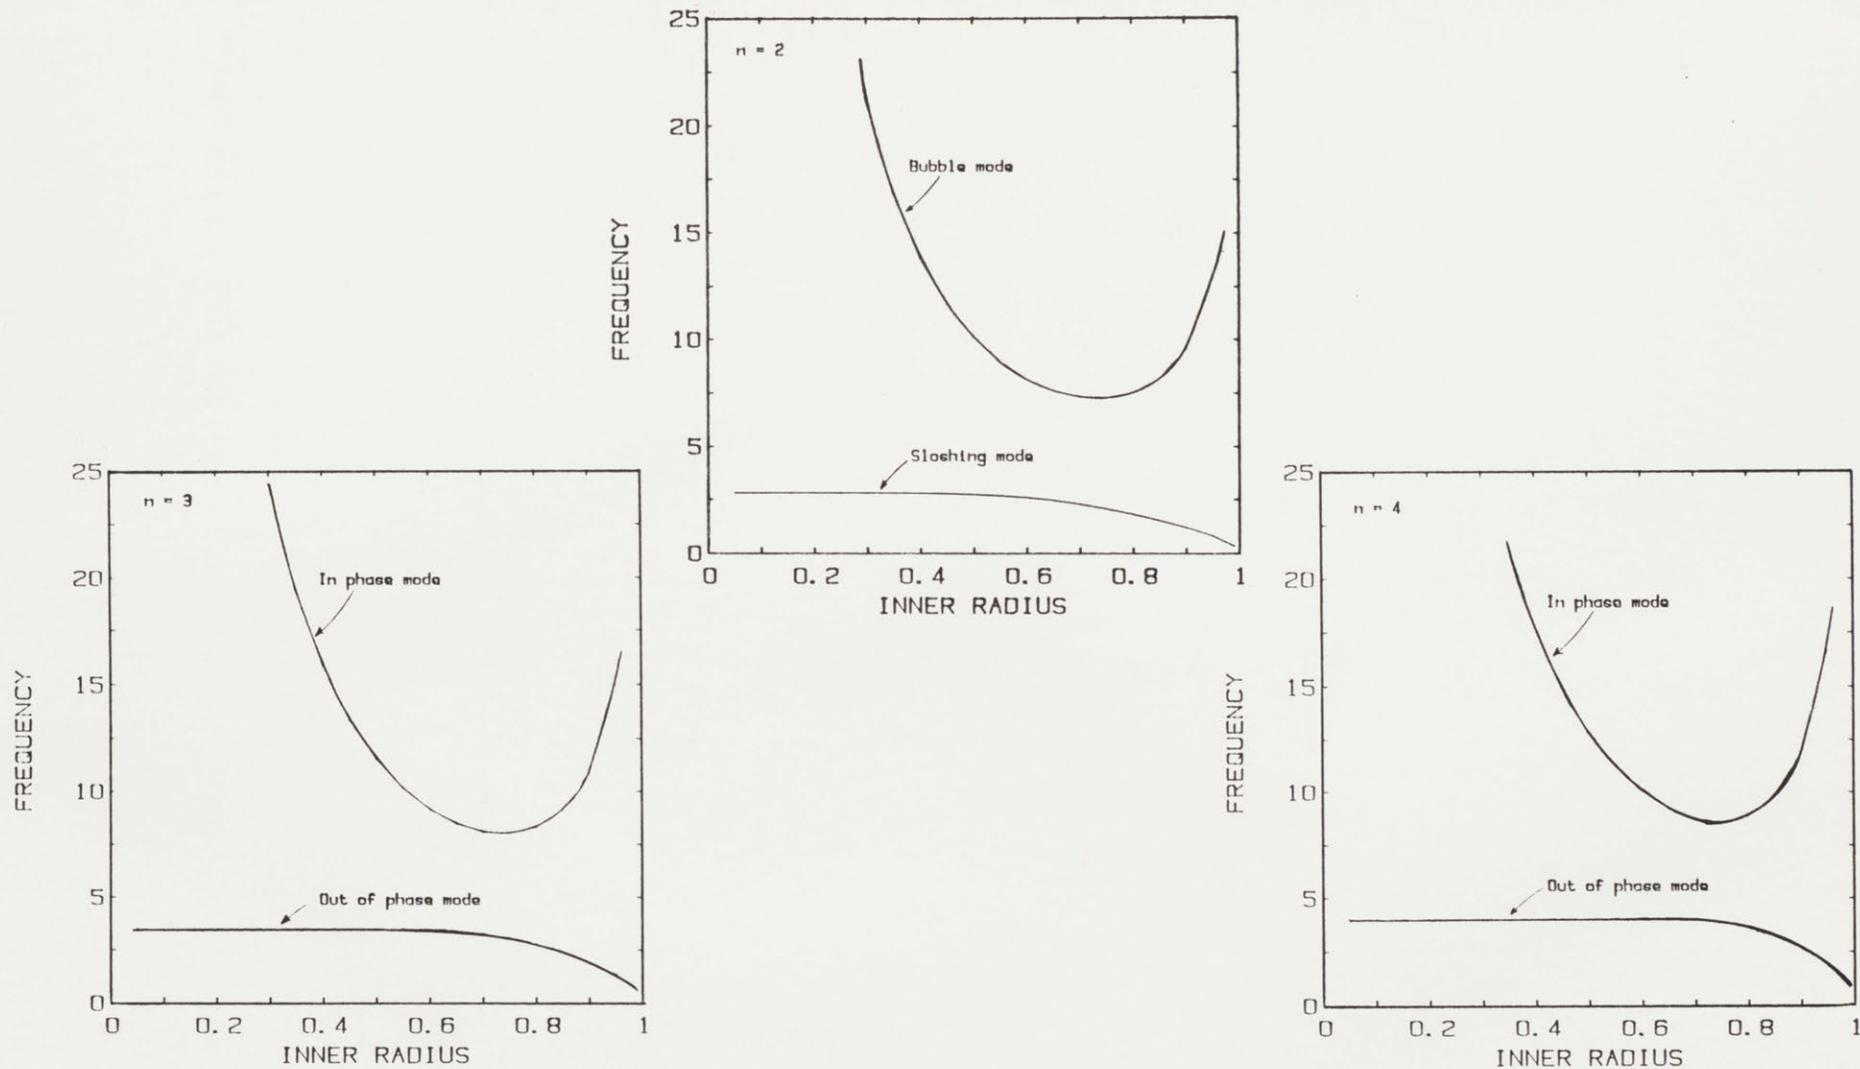 25
n = 2
20
Bubble mode
15
FREQUENCY
10
5
Sloshing mode
0
0 0.2 0.4 0.6 0.8 1
INNER RADIUS
25
n = 3
20
In phase mode
15
FREQUENCY
10
5
Out of phase mode
0
0 0.2 0.4 0.6 0.8 1
INNER RADIUS
25
n = 4
20
In phase mode
15
FREQUENCY
10
5
Out of phase mode
0
0 0.2 0.4 0.6 0.8 1
INNER RADIUS